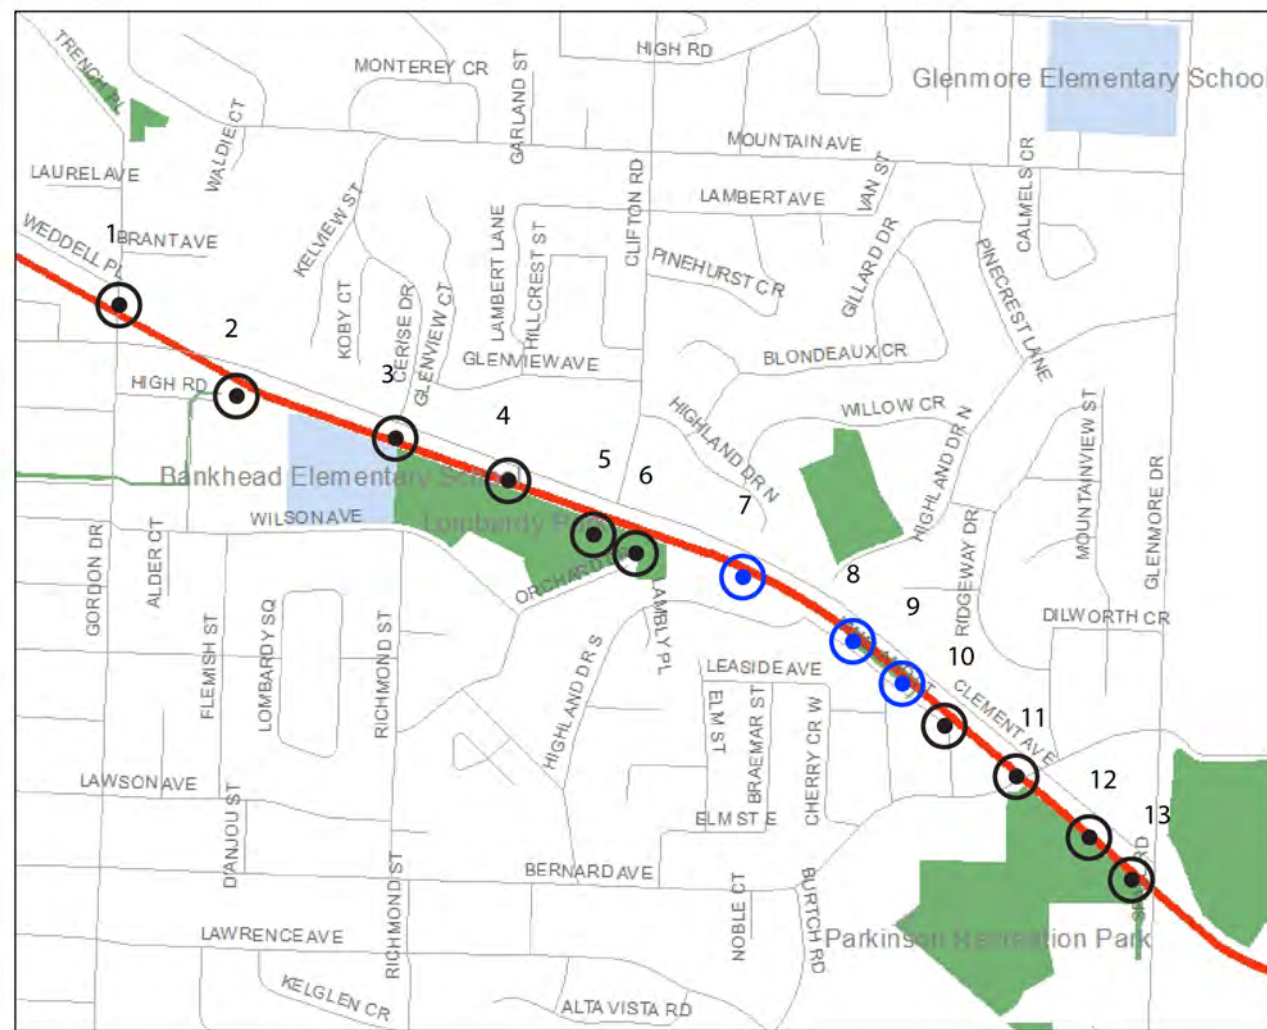 HIGH RD
TRENCH PL
MONTEREY CR
GARLAND ST
Glenmore Elementary School
WALDIE CT
MOUNTAIN AVE
LAUREL AVE
VAN ST
CALMELS CR
LAMBERT AVE
CLIFTON RD
KELVIEW ST
1
BRANT AVE
WEDDELL PL
LAMBERT LANE
HILLCREST ST
PINEHURST CR
GILLARD DR
PINECREST LANE
2
KOBY CT
CERISE DR
GLENVIEW CT
GLENVIEW AVE
BLONDEAUX CR
3
HIGH RD
4
HIGHLAND DR N
WILLOW CR
HIGHLAND DR N
MOUNTAINVIEW ST
5
6
7
Bankhead Elementary
WILSON AVE
GORDON DR
ALDER CT
ORCHARD
GLENMORE DR
8
9
RIDGEWAY DR
DILWORTH CR
FLEMISH ST
LOMBARDY SQ
RICHMOND ST
HIGHLAND DR S
LAMBLY PL
LEASIDE AVE
10
CLEMENT AVE
11
ELM ST
BRAEMAR ST
CHERRY CR W
12
13
LAWSON AVE
D'ANJOU ST
ELM ST E
BERNARD AVE
RICHMOND ST
NOBLE CT
BURTCH RD
LAWRENCE AVE
Parkinson Recreation Park
KELGLEN CR
ALTA VISTA RD